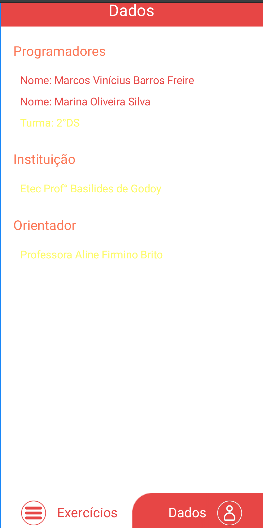 Dados
Programadores
Nome: Marcos Vinícius Barros Freire
Nome: Marina Oliveira Silva
Turma: 2°DS
Instituição
Etec Prof° Basilides de Godoy
Orientador
Professora Aline Firmino Brito
Exercícios
Dados